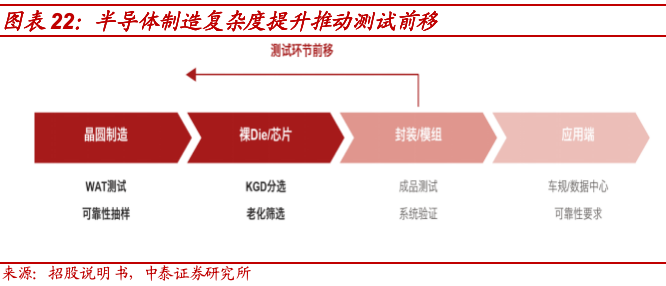 图表 22：半导体制造复杂度提升推动测试前移
测试环节前移
晶圆制造
裸Die/芯片
封装/模组
应用端
WAT测试
KGD分选
成品测试
车规/数据中心
可靠性抽样
老化筛选
系统验证
可靠性要求
来源：招股说明书，中泰证券研究所